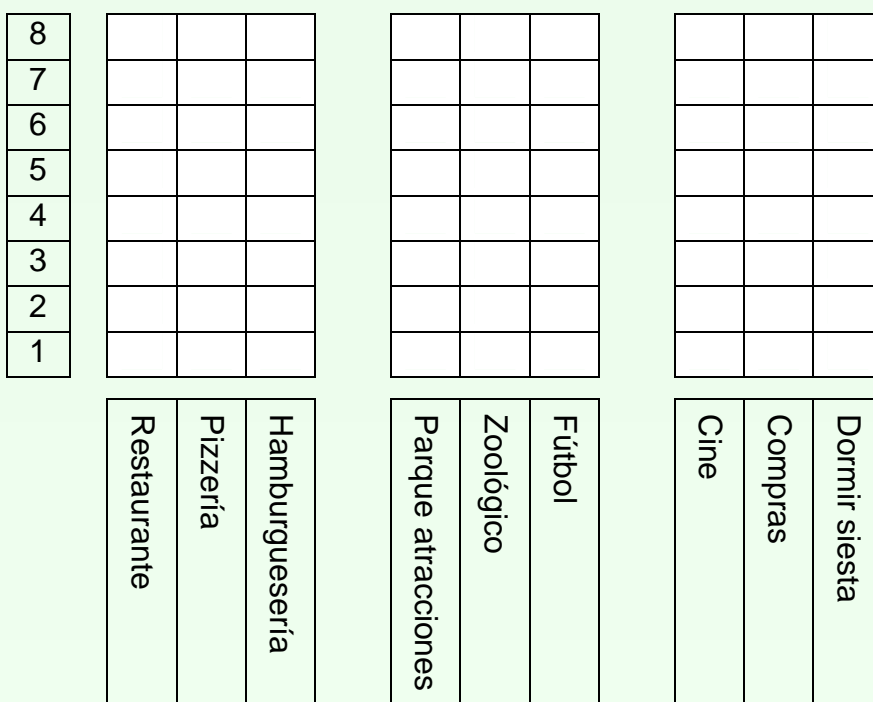 8
7
6
5
4
3
2
1
Restaurante
Pizzería
Hamburguesería
Parque atracciones
Zoológico
Fútbol
Cine
Compras
Dormir siesta